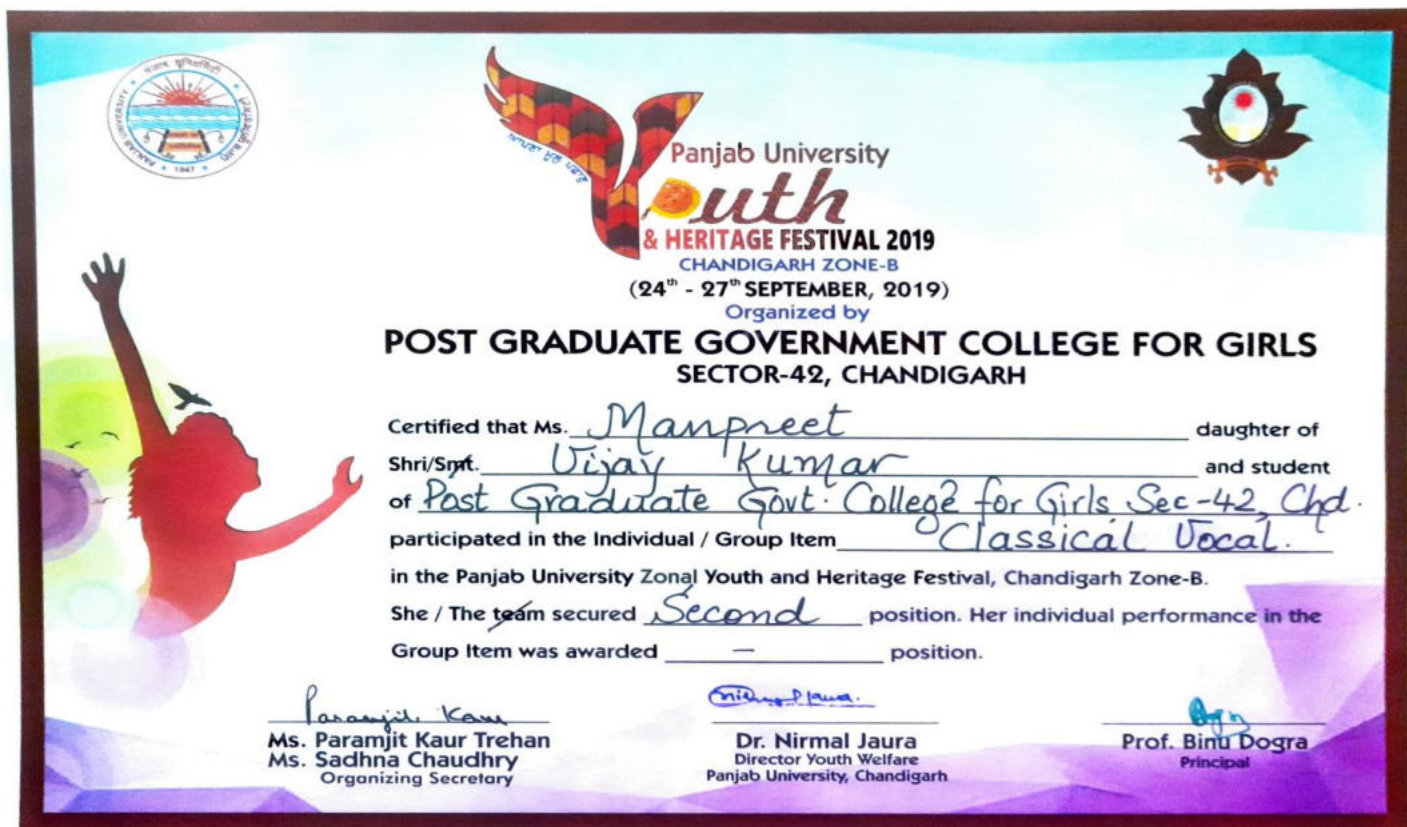 PANJAB UNIVERSITY
1947
Panjab University
Youth
& HERITAGE FESTIVAL 2019
CHANDIGARH ZONE-B
(24th - 27th SEPTEMBER, 2019)
Organized by
POST GRADUATE GOVERNMENT COLLEGE FOR GIRLS
SECTOR-42, CHANDIGARH
Certified that Ms. Manpreet daughter of
Shri/Smt. Vijay Kumar and student
of Post Graduate Govt. College for Girls Sec-42, Chd.
participated in the Individual / Group Item Classical Vocal.
in the Panjab University Zonal Youth and Heritage Festival, Chandigarh Zone-B.
She / The team secured Second position. Her individual performance in the
Group Item was awarded — position.
Paramjit Kaur
Ms. Paramjit Kaur Trehan
Ms. Sadhna Chaudhry
Organizing Secretary
Dr. Nirmal Jaura
Director Youth Welfare
Panjab University, Chandigarh
Prof. Binu Dogra
Principal